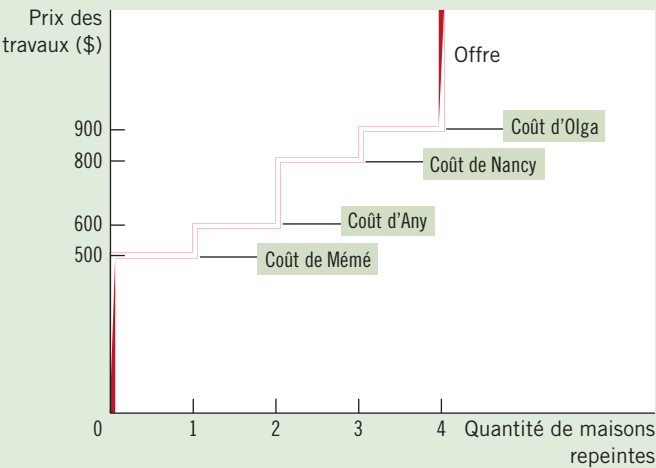 Prix des
travaux ($)
Offre
900
Coût d’Olga
800
Coût de Nancy
600
Coût d’Any
500
Coût de Mémé
0 1 2 3 4 Quantité de maisons
repeintes